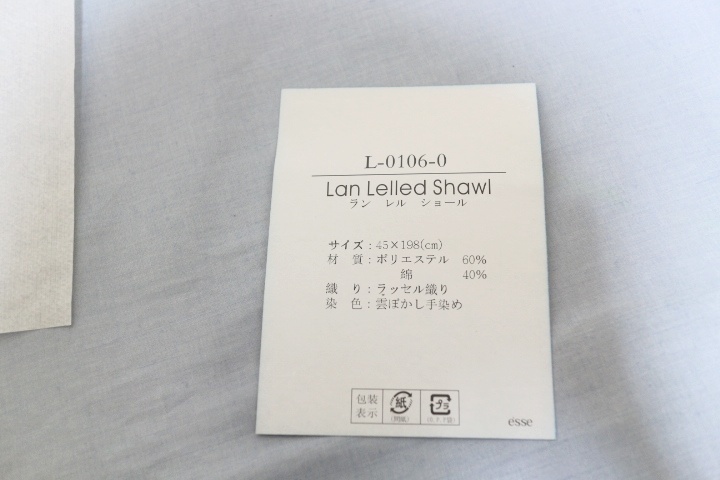 L-0106-0
Lan Lelled Shawl
ラン レル ショール
サイズ：45×198(cm)
材 質：ポリエステル 60%
綿 40%
織 り：ラッセル織り
染 色：雲ぼかし手染め
包装 紙 プラ
表示
esse